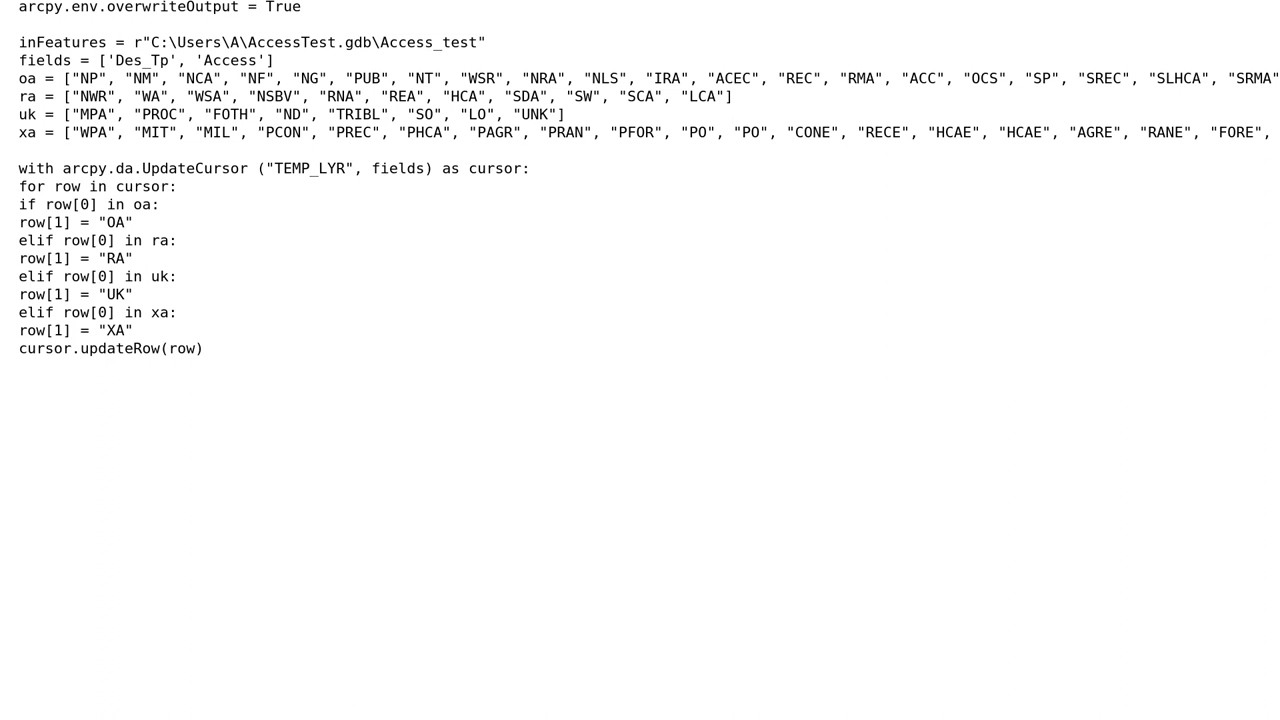 arcpy.env.overwriteOutput = True
inFeatures = r"C:\Users\A\AccessTest.gdb\Access_test"
fields = ['Des_Tp', 'Access']
oa = ["NP", "NM", "NCA", "NF", "NG", "PUB", "NT", "WSR", "NRA", "NLS", "IRA", "ACEC", "REC", "RMA", "ACC", "OCS", "SP", "SREC", "SLHCA", "SRMA"
ra = ["NWR", "WA", "WSA", "NSBV", "RNA", "REA", "HCA", "SDA", "SW", "SCA", "LCA"]
uk = ["MPA", "PROC", "FOTH", "ND", "TRIBL", "SO", "LO", "UNK"]
xa = ["WPA", "MIT", "MIL", "PCON", "PREC", "PHCA", "PAGR", "PRAN", "PFOR", "PO", "PO", "CONE", "RECE", "HCAE", "HCAE", "AGRE", "RANE", "FORE",
with arcpy.da.UpdateCursor ("TEMP_LYR", fields) as cursor:
for row in cursor:
if row[0] in oa:
row[1] = "OA"
elif row[0] in ra:
row[1] = "RA"
elif row[0] in uk:
row[1] = "UK"
elif row[0] in xa:
row[1] = "XA"
cursor.updateRow(row)